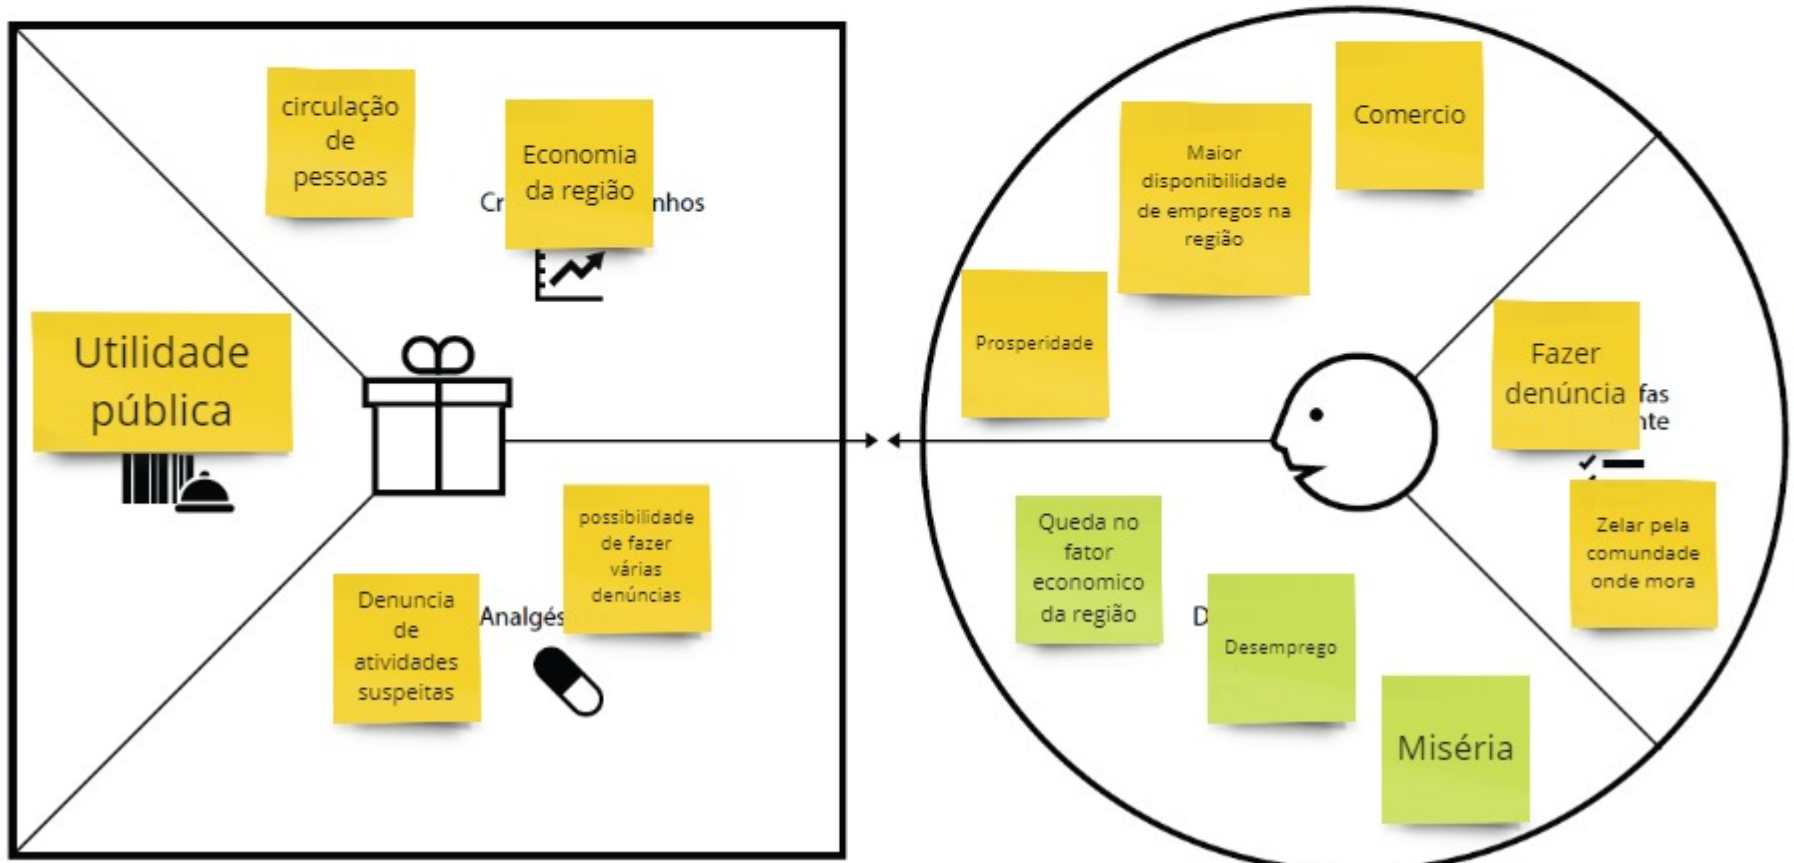 circulação
de
pessoas
Economia
da região
Cr
nhos
Utilidade
pública
possibilidade
de fazer
várias
denúncias
Denuncia
de
atividades
suspeitas
Analgés
Comercio
Maior
disponibilidade
de empregos na
região
Prosperidade
Fazer
denúncia
fas
nte
Zelar pela
comundade
onde mora
Queda no
fator
economico
da região
D
Desemprego
Miséria